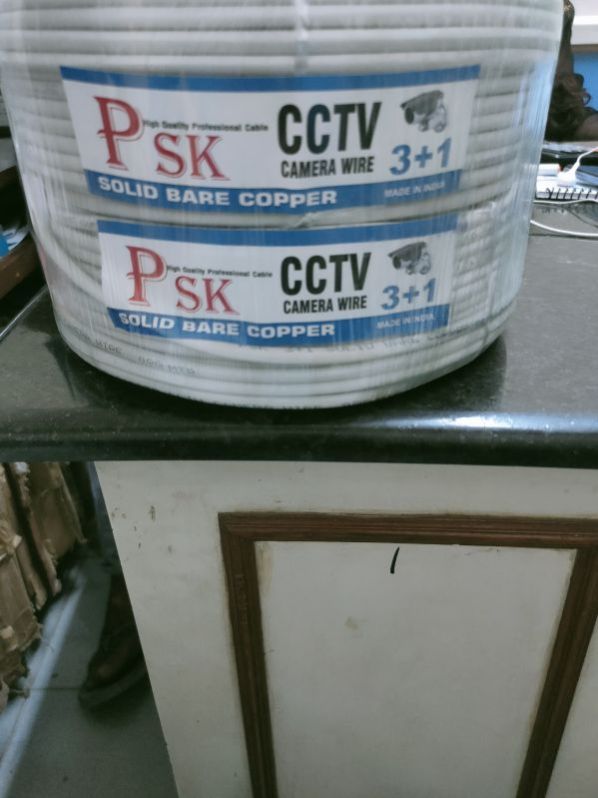 PSK
High Quality Professional Cable
CCTV
CAMERA WIRE
3+1
SOLID BARE COPPER
MADE IN INDIA
PSK
High Quality Professional Cable
CCTV
CAMERA WIRE
3+1
SOLID BARE COPPER
MADE IN INDIA